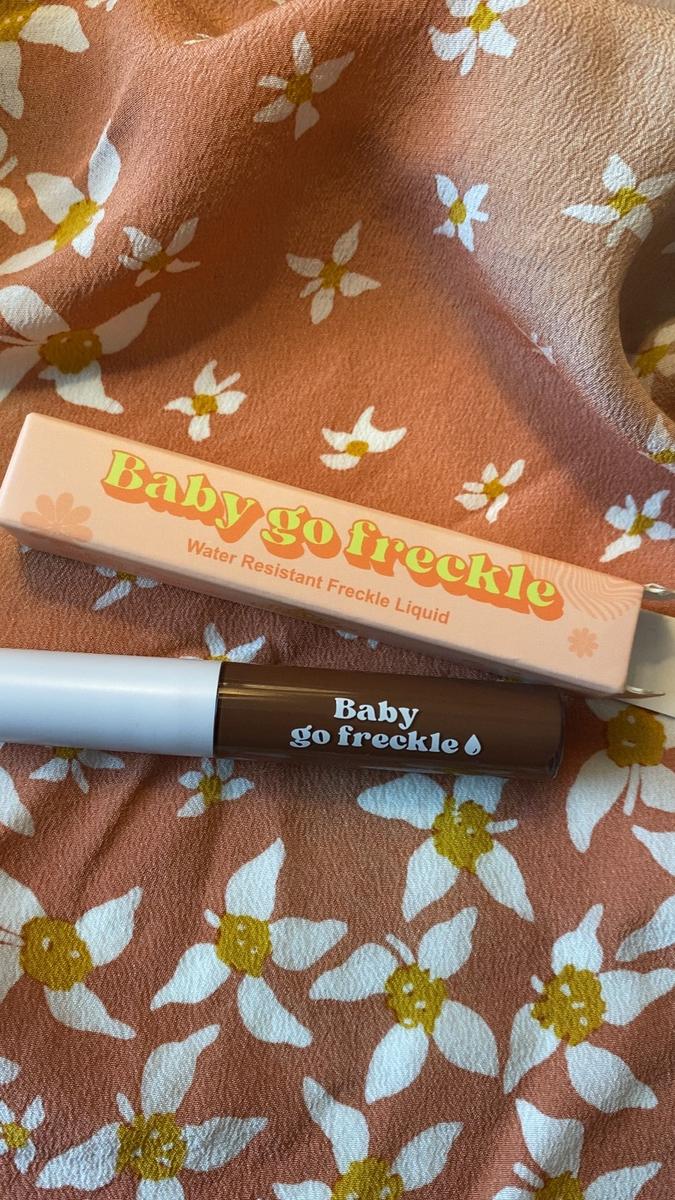 Baby go freckle
Water Resistant Freckle Liquid
Baby
go freckle